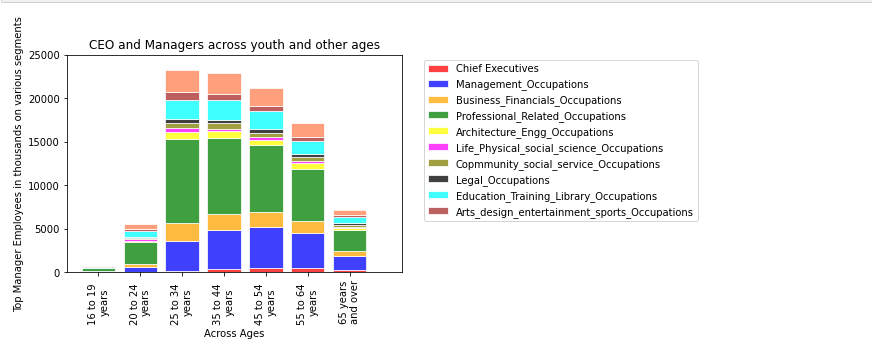 CEO and Managers across youth and other ages
Top Manager Employees in thousands on various segments
25000
20000
15000
10000
5000
0
16 to 19
years
20 to 24
years
25 to 34
years
35 to 44
years
45 to 54
years
55 to 64
years
65 years
and over
Across Ages
Chief Executives
Management_Occupations
Business_Financials_Occupations
Professional_Related_Occupations
Architecture_Engg_Occupations
Life_Physical_social_science_Occupations
Copmmunity_social_service_Occupations
Legal_Occupations
Education_Training_Library_Occupations
Arts_design_entertainment_sports_Occupations